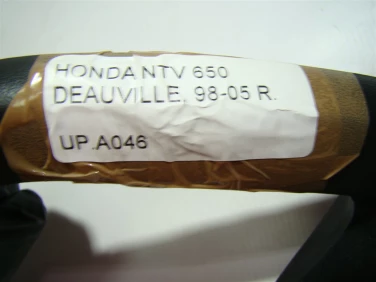 HONDA NTV 650
DEAUVILLE. 98-05 R.
UP.A046